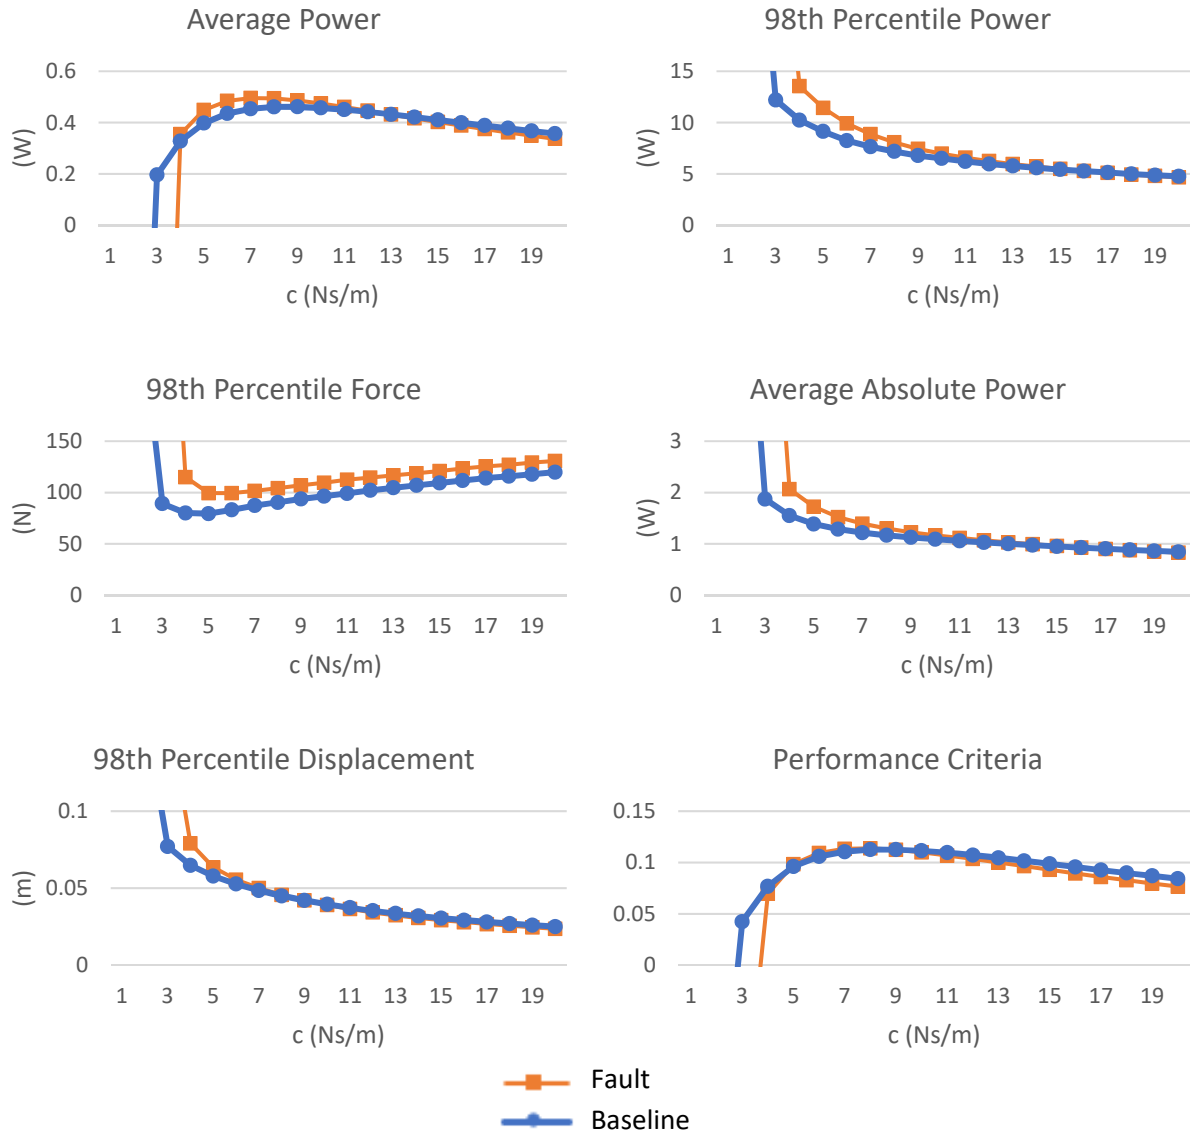 Average Power
0.6
0.4
0.2
0
(W)
1 3 5 7 9 11 13 15 17 19
c (Ns/m)
98th Percentile Power
15
10
5
0
(W)
1 3 5 7 9 11 13 15 17 19
c (Ns/m)
98th Percentile Force
150
100
50
0
(N)
1 3 5 7 9 11 13 15 17 19
c (Ns/m)
Average Absolute Power
3
2
1
0
(W)
1 3 5 7 9 11 13 15 17 19
c (Ns/m)
98th Percentile Displacement
0.1
0.05
0
(m)
1 3 5 7 9 11 13 15 17 19
c (Ns/m)
Performance Criteria
0.15
0.1
0.05
0
1 3 5 7 9 11 13 15 17 19
c (Ns/m)
Fault
Baseline